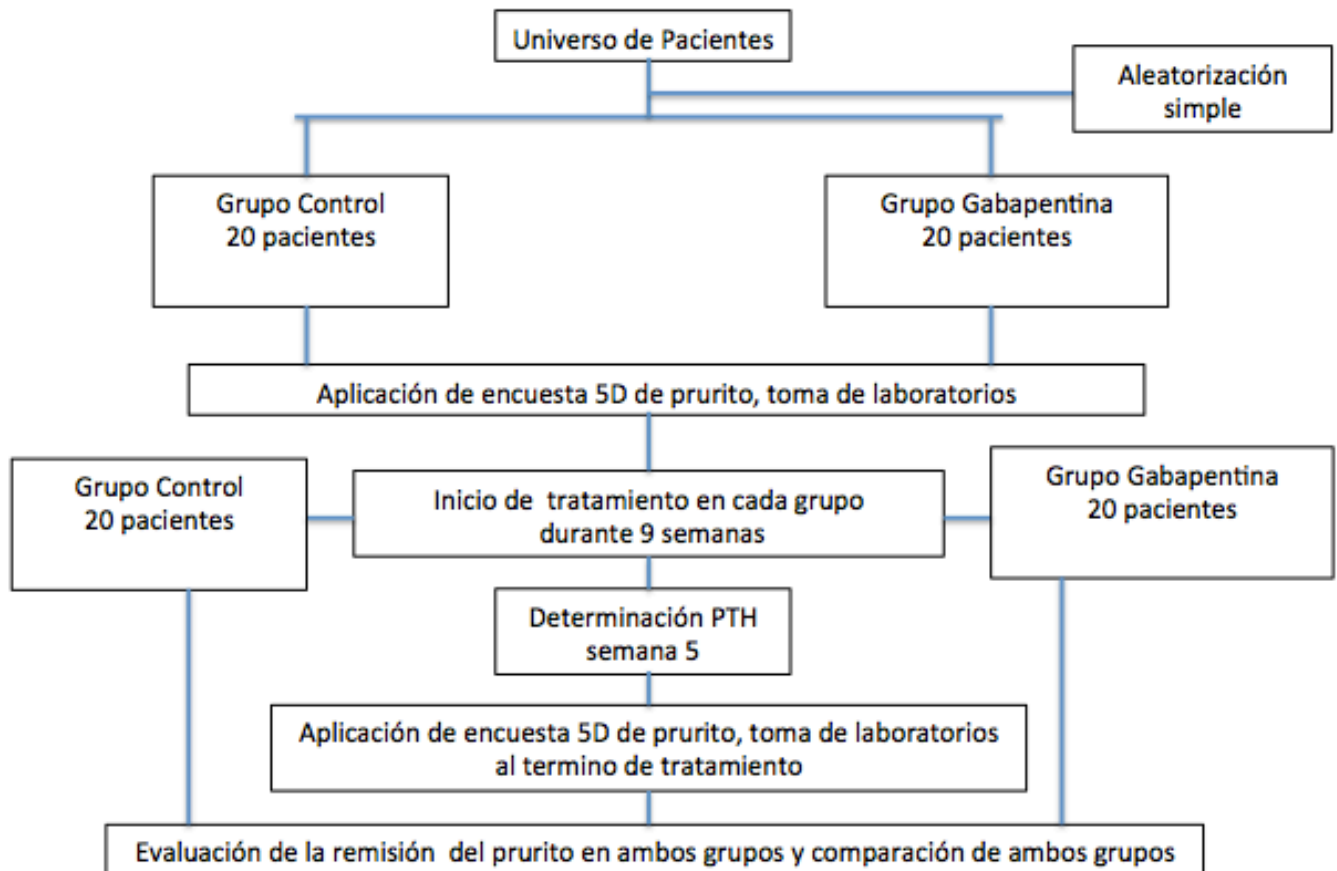 Universo de Pacientes
Aleatorización
simple
Grupo Control
20 pacientes
Grupo Gabapentina
20 pacientes
Aplicación de encuesta 5D de prurito, toma de laboratorios
Grupo Control
20 pacientes
Inicio de tratamiento en cada grupo
durante 9 semanas
Grupo Gabapentina
20 pacientes
Determinación PTH
semana 5
Aplicación de encuesta 5D de prurito, toma de laboratorios
al termino de tratamiento
Evaluación de la remisión del prurito en ambos grupos y comparación de ambos grupos